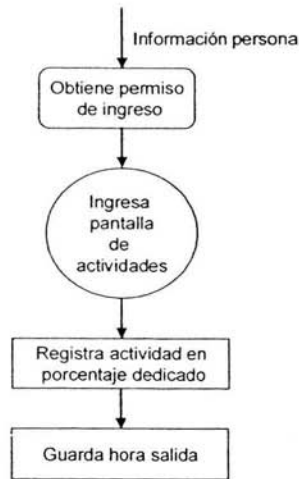 Información persona
Obtiene permiso
de ingreso
Ingresa
pantalla
de
actividades
Registra actividad en
porcentaje dedicado
Guarda hora salida